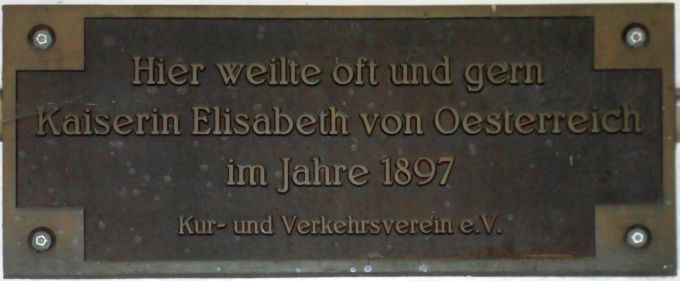 Hier weilte oft und gern
Kaiserin Elisabeth von Oesterreich
im Jahre 1897
Kur- und Verkehrsverein e.V.